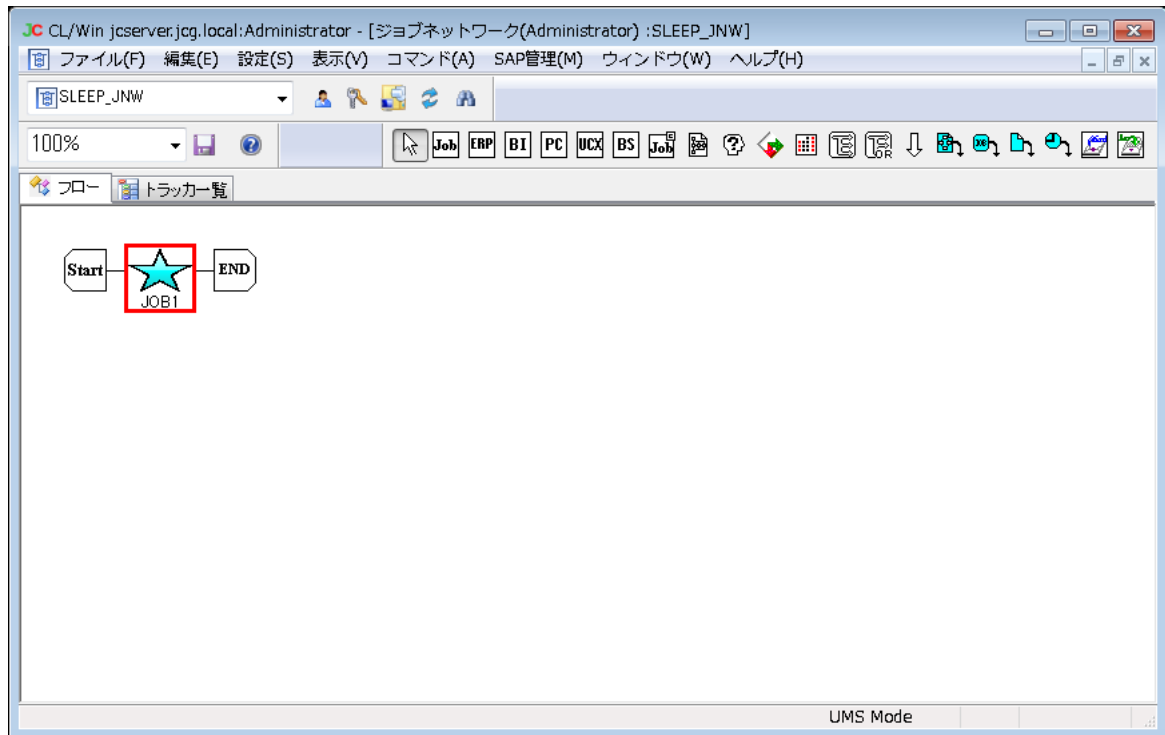 JC CL/Win jcserver.jcg.local:Administrator - [ジョブネットワーク(Administrator) :SLEEP_JNW]
ファイル(F) 編集(E) 設定(S) 表示(V) コマンド(A) SAP管理(M) ウィンドウ(W) ヘルプ(H)
SLEEP_JNW
100% Job ERP BI PC UCX BS Job
フロー トラッカ一覧
Start JOB1 END
UMS Mode